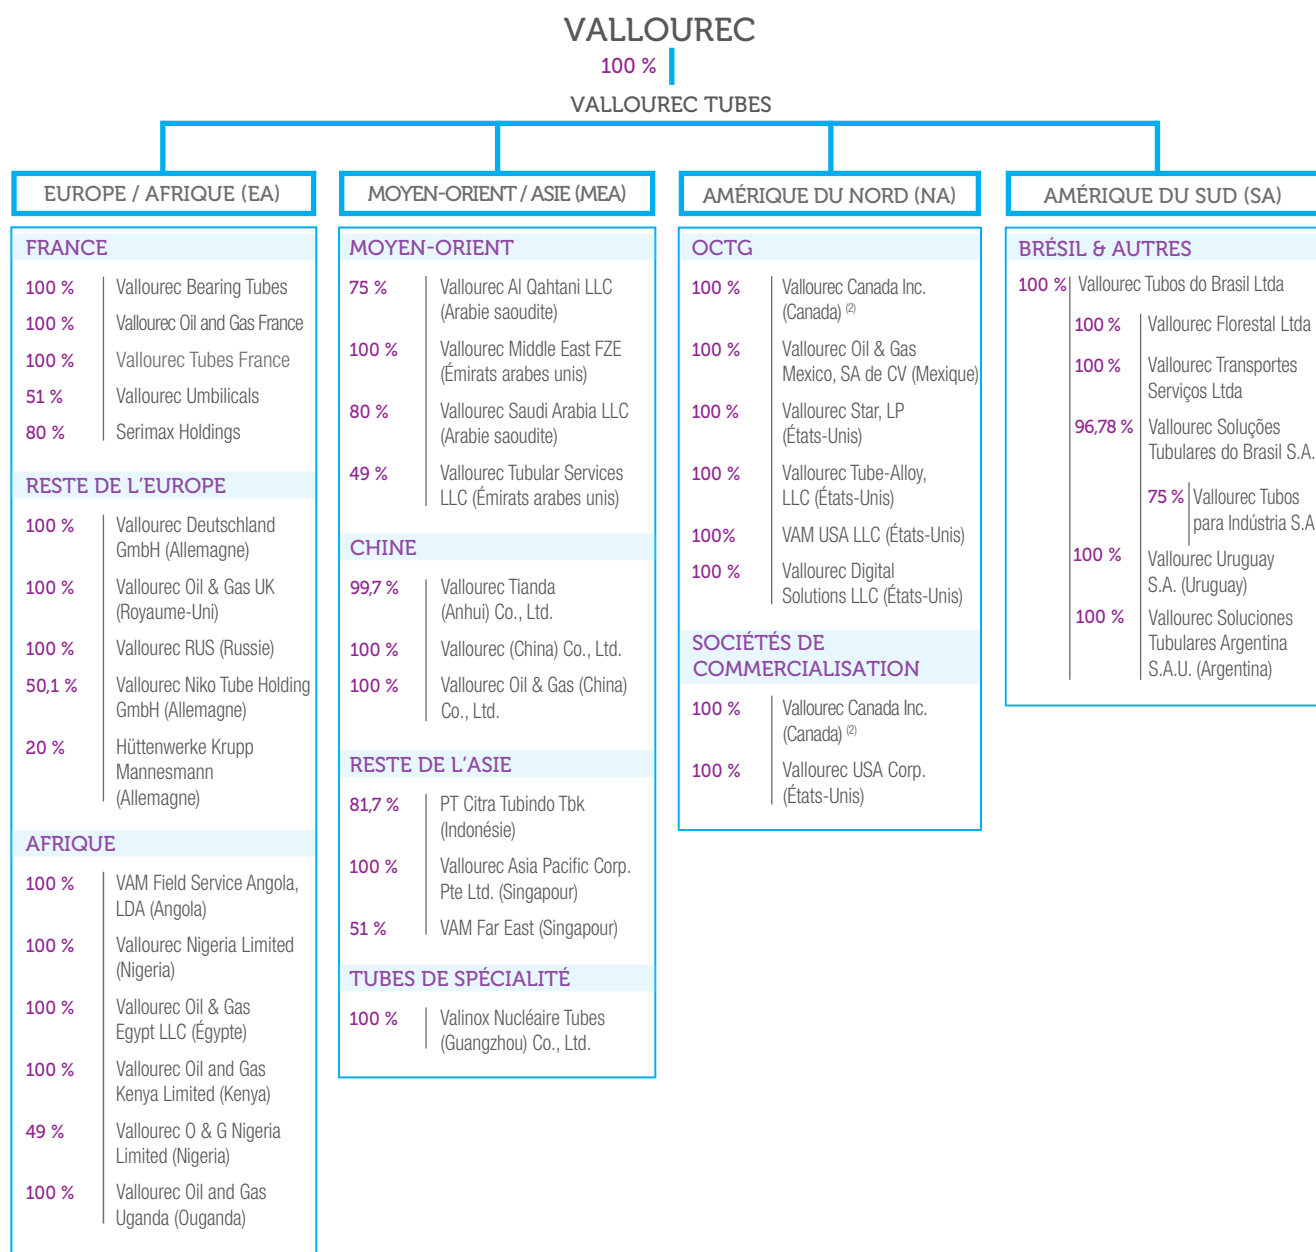 VALLOUREC
100 %
VALLOUREC TUBES
EUROPE / AFRIQUE (EA)
FRANCE
100 % Vallourec Bearing Tubes
100 % Vallourec Oil and Gas France
100 % Vallourec Tubes France
51 % Vallourec Umbilicals
80 % Serimax Holdings
RESTE DE L'EUROPE
100 % Vallourec Deutschland
GmbH (Allemagne)
100 % Vallourec Oil & Gas UK
(Royaume-Uni)
100 % Vallourec RUS (Russie)
50,1 % Vallourec Niko Tube Holding
GmbH (Allemagne)
20 % Hüttenwerke Krupp
Mannesmann
(Allemagne)
AFRIQUE
100 % VAM Field Service Angola,
LDA (Angola)
100 % Vallourec Nigeria Limited
(Nigeria)
100 % Vallourec Oil & Gas
Egypt LLC (Égypte)
100 % Vallourec Oil and Gas
Kenya Limited (Kenya)
49 % Vallourec O & G Nigeria
Limited (Nigeria)
100 % Vallourec Oil and Gas
Uganda (Ouganda)
MOYEN-ORIENT / ASIE (MEA)
MOYEN-ORIENT
75 % Vallourec Al Qahtani LLC
(Arabie saoudite)
100 % Vallourec Middle East FZE
(Émirats arabes unis)
80 % Vallourec Saudi Arabia LLC
(Arabie saoudite)
49 % Vallourec Tubular Services
LLC (Émirats arabes unis)
CHINE
99,7 % Vallourec Tianda
(Anhui) Co., Ltd.
100 % Vallourec (China) Co., Ltd.
100 % Vallourec Oil & Gas (China)
Co., Ltd.
RESTE DE L'ASIE
81,7 % PT Citra Tubindo Tbk
(Indonésie)
100 % Vallourec Asia Pacific Corp.
Pte Ltd. (Singapour)
51 % VAM Far East (Singapour)
TUBES DE SPÉCIALITÉ
100 % Valinox Nucléaire Tubes
(Guangzhou) Co., Ltd.
AMÉRIQUE DU NORD (NA)
OCTG
100 % Vallourec Canada Inc.
(Canada) (2)
100 % Vallourec Oil & Gas
Mexico, SA de CV (Mexique)
100 % Vallourec Star, LP
(États-Unis)
100 % Vallourec Tube-Alloy,
LLC (États-Unis)
100% VAM USA LLC (États-Unis)
100 % Vallourec Digital
Solutions LLC (États-Unis)
SOCIÉTÉS DE
COMMERCIALISATION
100 % Vallourec Canada Inc.
(Canada) (2)
100 % Vallourec USA Corp.
(États-Unis)
AMÉRIQUE DU SUD (SA)
BRÉSIL & AUTRES
100 % Vallourec Tubos do Brasil Ltda
100 % Vallourec Florestal Ltda
100 % Vallourec Transportes
Serviços Ltda
96,78 % Vallourec Soluções
Tubulares do Brasil S.A.
75 % Vallourec Tubos
para Indústria S.A
100 % Vallourec Uruguay
S.A. (Uruguay)
100 % Vallourec Soluciones
Tubulares Argentina
S.A.U. (Argentina)